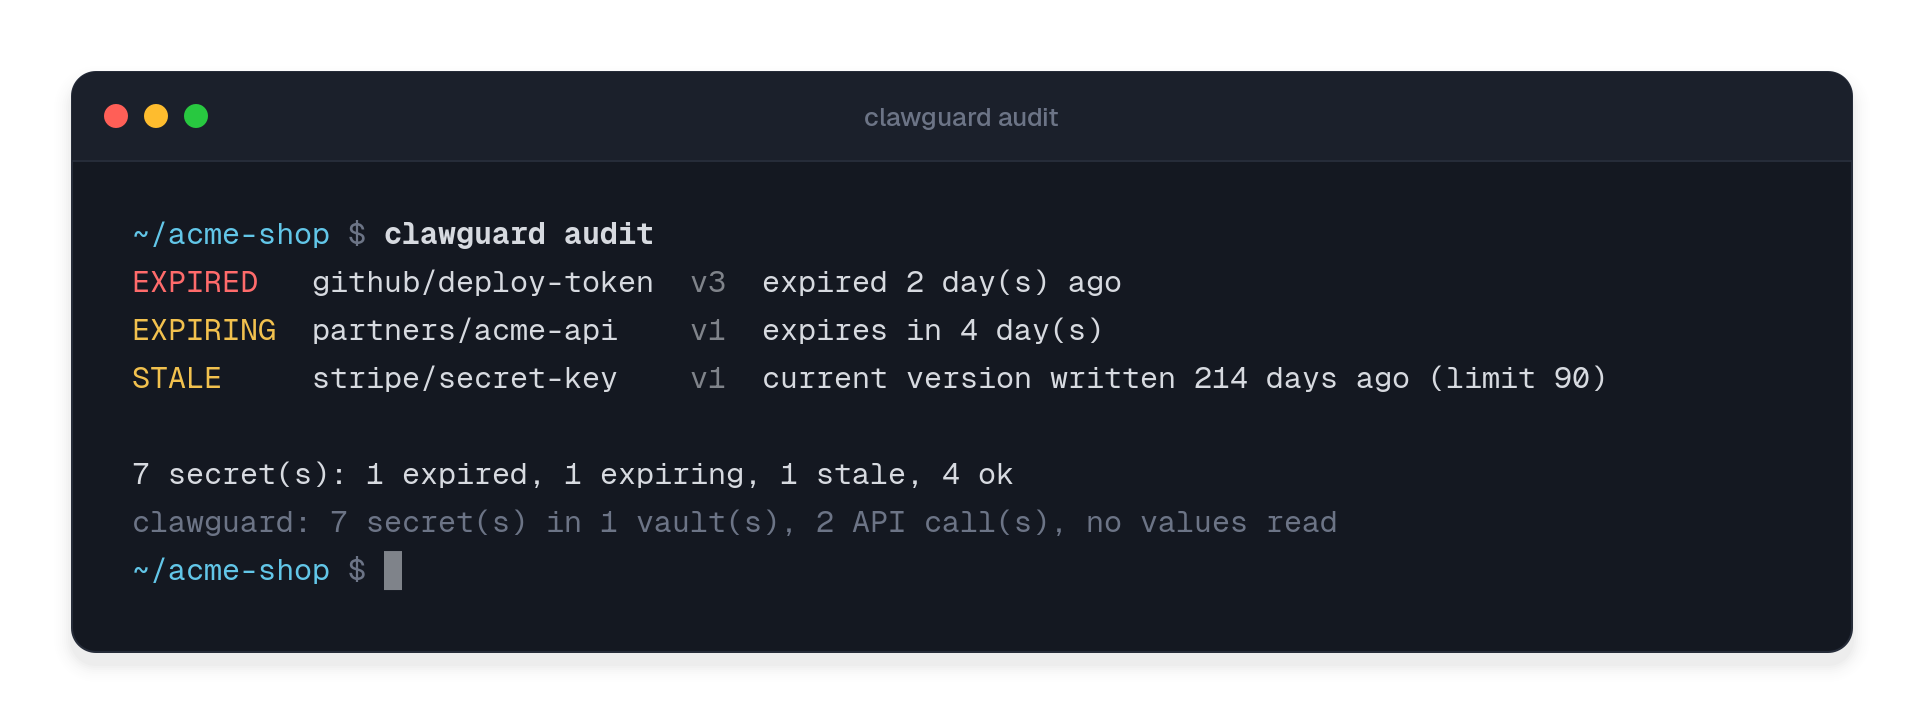 clawguard audit
~/acme-shop $ clawguard audit
EXPIRED   github/deploy-token  v3  expired 2 day(s) ago
EXPIRING  partners/acme-api    v1  expires in 4 day(s)
STALE     stripe/secret-key    v1  current version written 214 days ago (limit 90)
7 secret(s): 1 expired, 1 expiring, 1 stale, 4 ok
clawguard: 7 secret(s) in 1 vault(s), 2 API call(s), no values read
~/acme-shop $